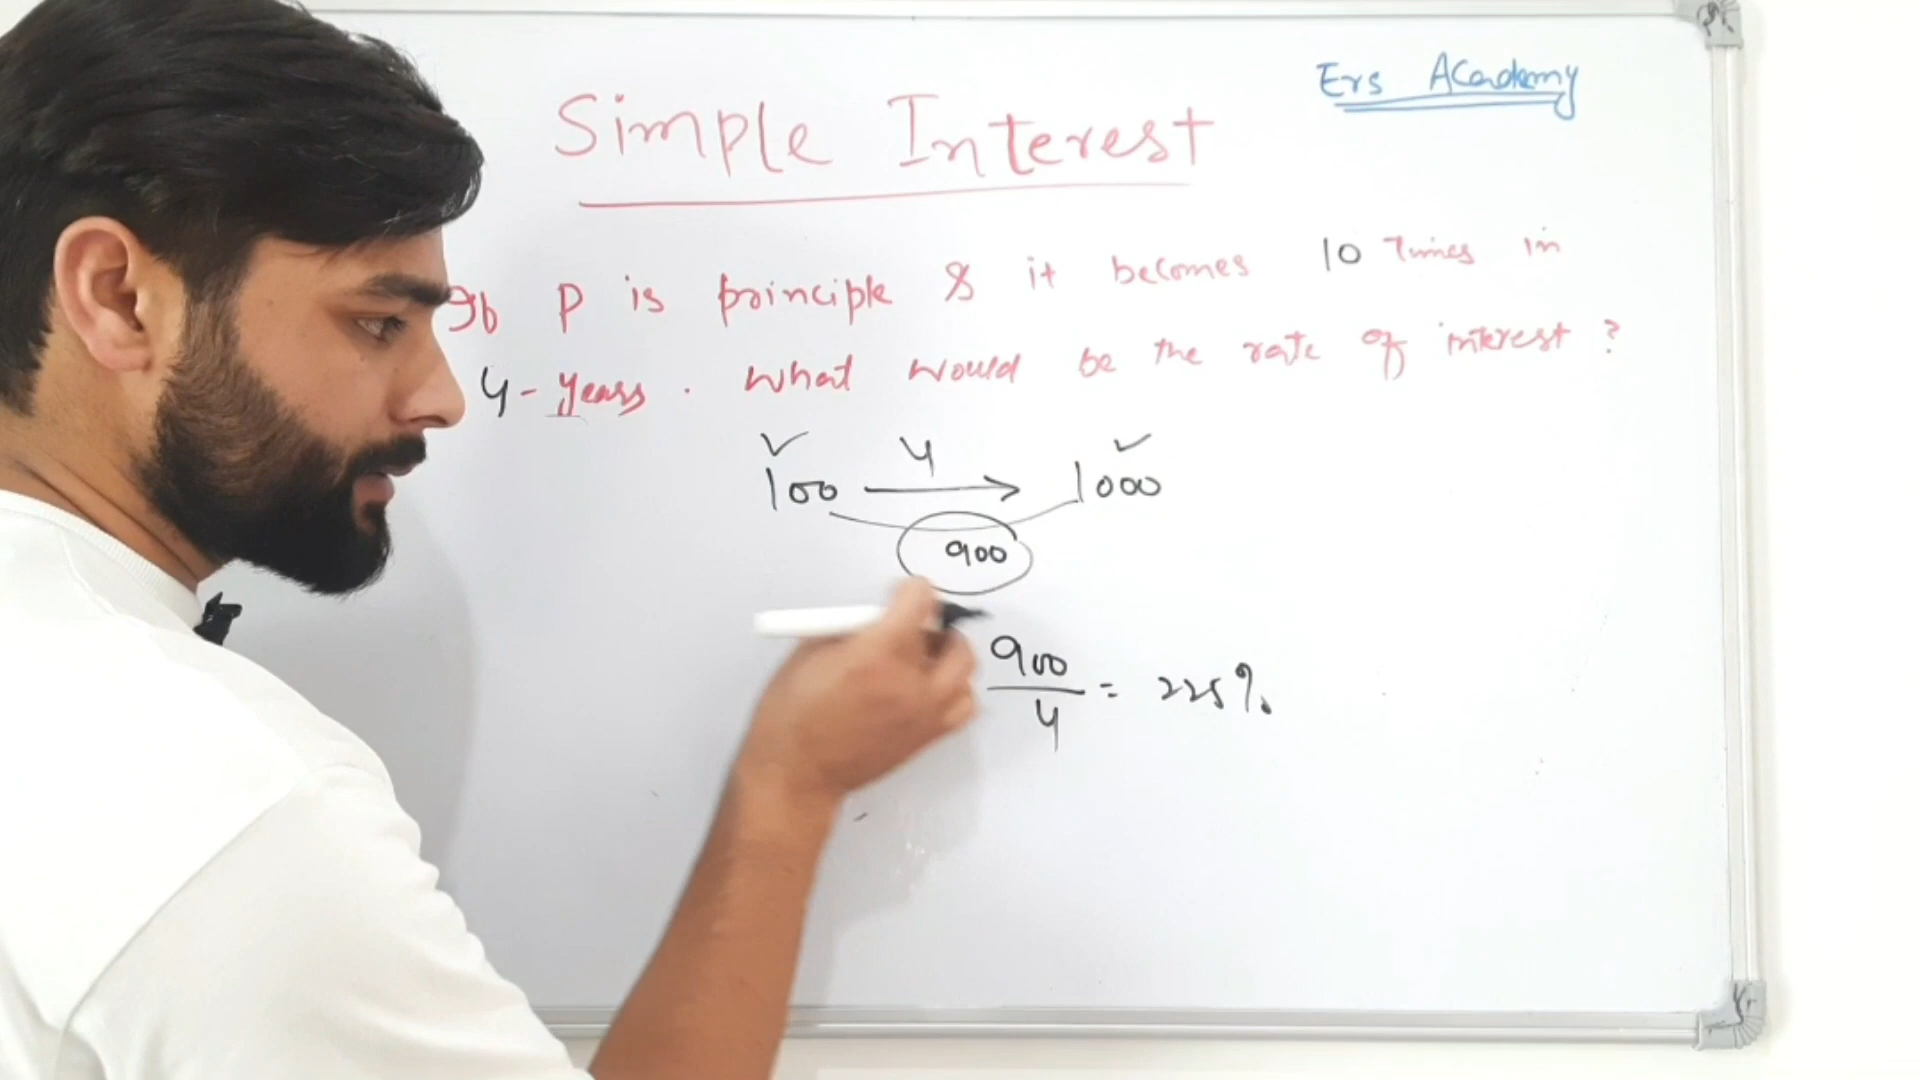 Ers Academy
Simple Interest
If P is principle & it becomes 10 Times in
4- years. What would be the rate of interest?
100 4 1000
900
900
4 = 225%